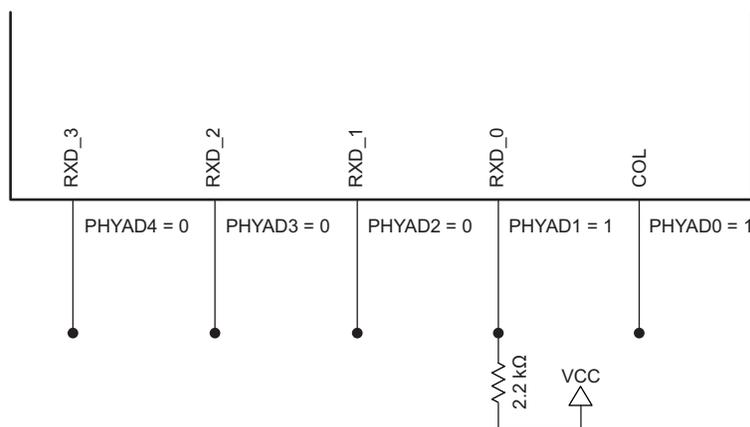 RXD_3
RXD_2
RXD_1
RXD_0
COL
PHYAD4 = 0
PHYAD3 = 0
PHYAD2 = 0
PHYAD1 = 1
PHYAD0 = 1
2.2 kΩ
VCC